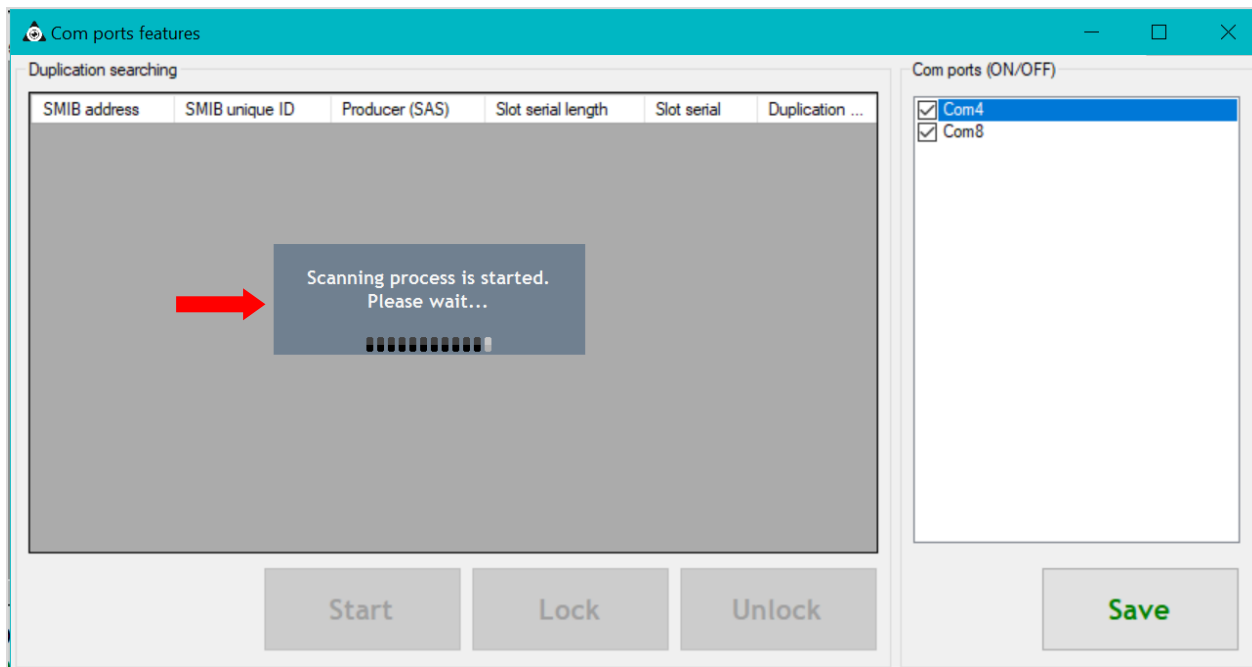 Com ports features
Duplication searching
Com ports (ON/OFF)
SMIB address SMIB unique ID Producer (SAS) Slot serial length Slot serial Duplication ...
Com4
Com8
Scanning process is started.
Please wait...
Start Lock Unlock Save